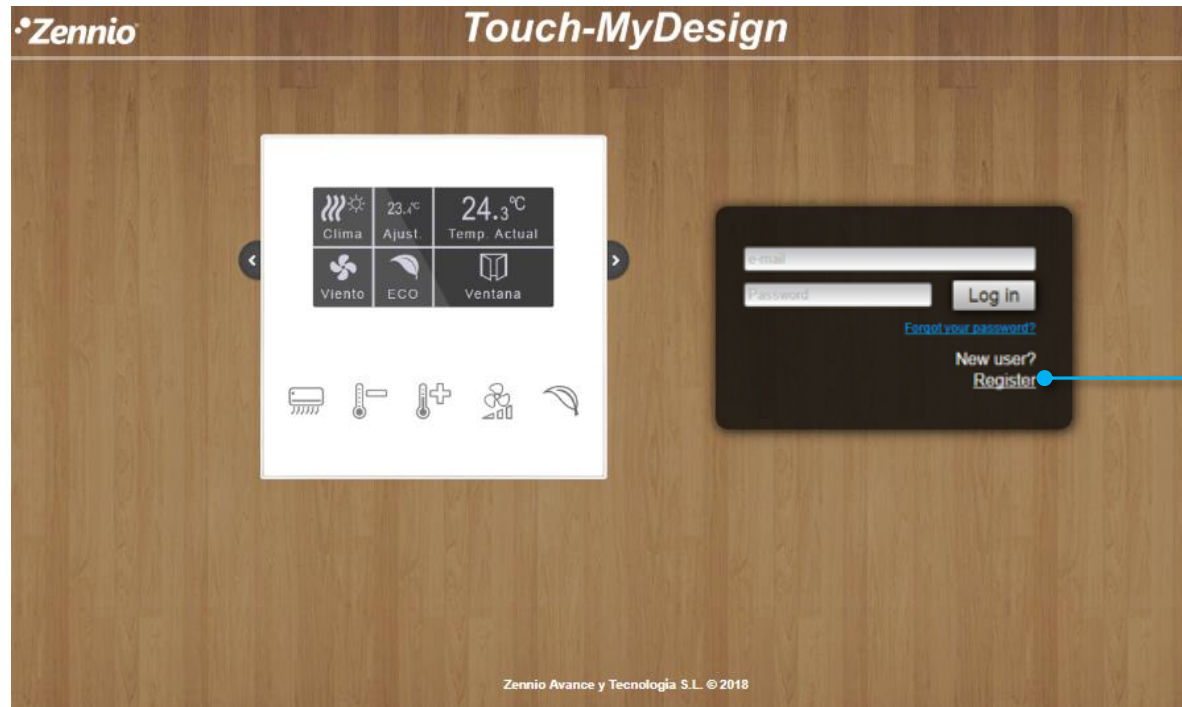 Zennio
Touch-MyDesign
23.4°C
24.3°C
Clima
Ajust.
Temp. Actual
Viento
ECO
Ventana
e-mail
Password
Log in
Forgot your password?
New user?
Register
Zennio Avance y Tecnología S.L. © 2018